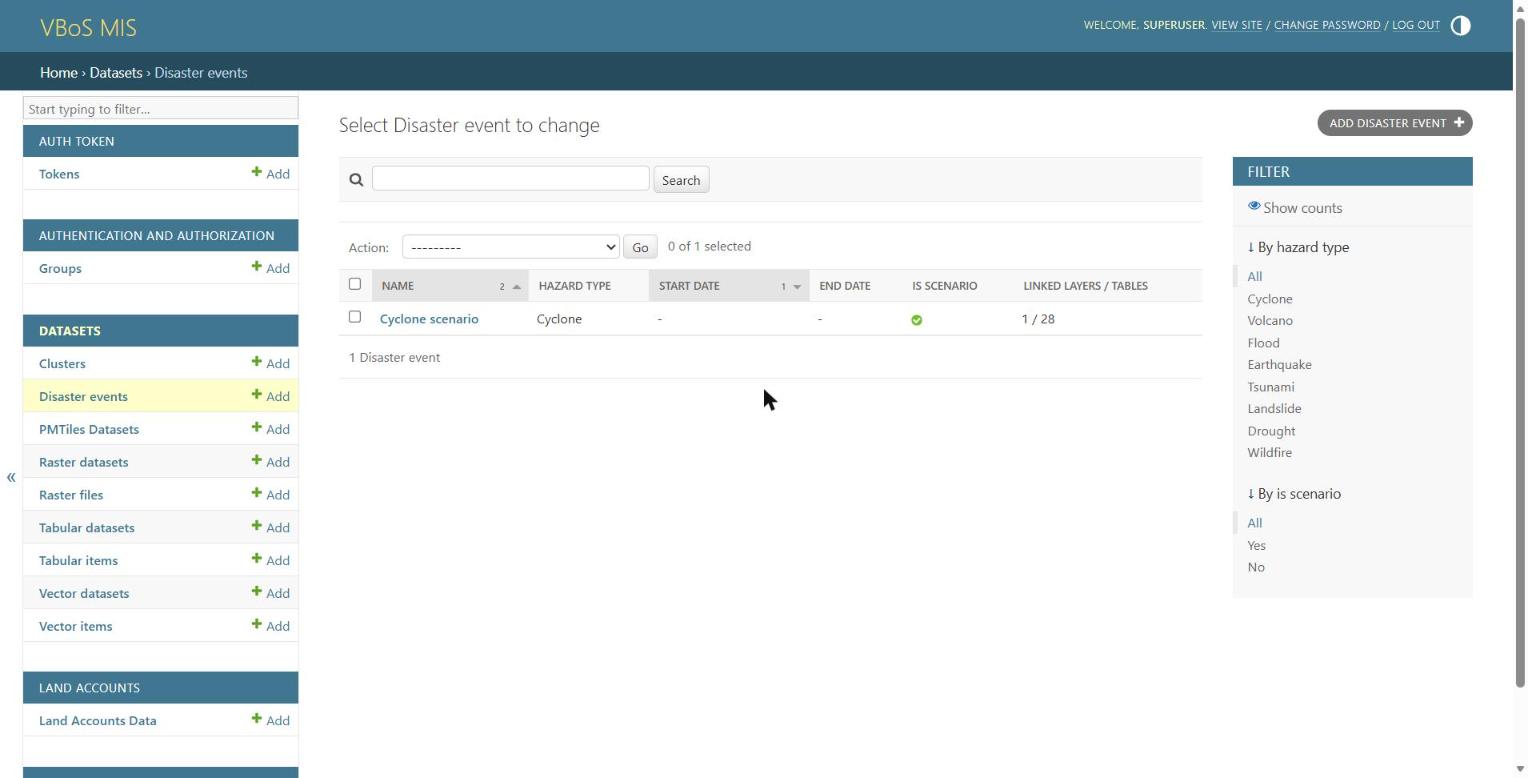 VBoS MIS
WELCOME, SUPERUSER. VIEW SITE / CHANGE PASSWORD / LOG OUT
Home › Datasets › Disaster events
Start typing to filter...
AUTH TOKEN
Tokens + Add
AUTHENTICATION AND AUTHORIZATION
Groups + Add
DATASETS
Clusters + Add
Disaster events + Add
PMTiles Datasets + Add
Raster datasets + Add
Raster files + Add
Tabular datasets + Add
Tabular items + Add
Vector datasets + Add
Vector items + Add
LAND ACCOUNTS
Land Accounts Data + Add
«
Select Disaster event to change
ADD DISASTER EVENT +
Search
Action: --------- Go 0 of 1 selected
NAME 2 HAZARD TYPE START DATE 1 END DATE IS SCENARIO LINKED LAYERS / TABLES
Cyclone scenario Cyclone - - 1 / 28
1 Disaster event
FILTER
Show counts
↓ By hazard type
All
Cyclone
Volcano
Flood
Earthquake
Tsunami
Landslide
Drought
Wildfire
↓ By is scenario
All
Yes
No